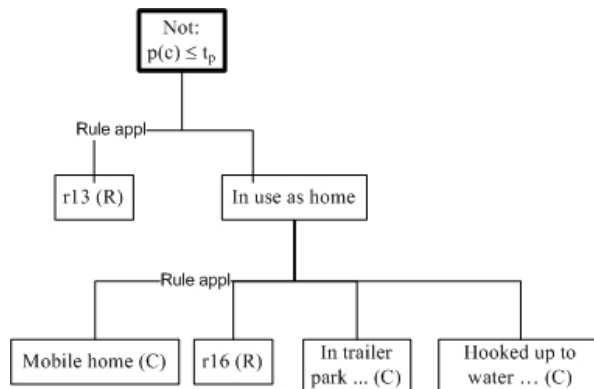 Not:
p(c) ≤ tₚ
Rule appl
r13 (R)
In use as home
Rule appl
Mobile home (C)
r16 (R)
In trailer
park ... (C)
Hooked up to
water … (C)